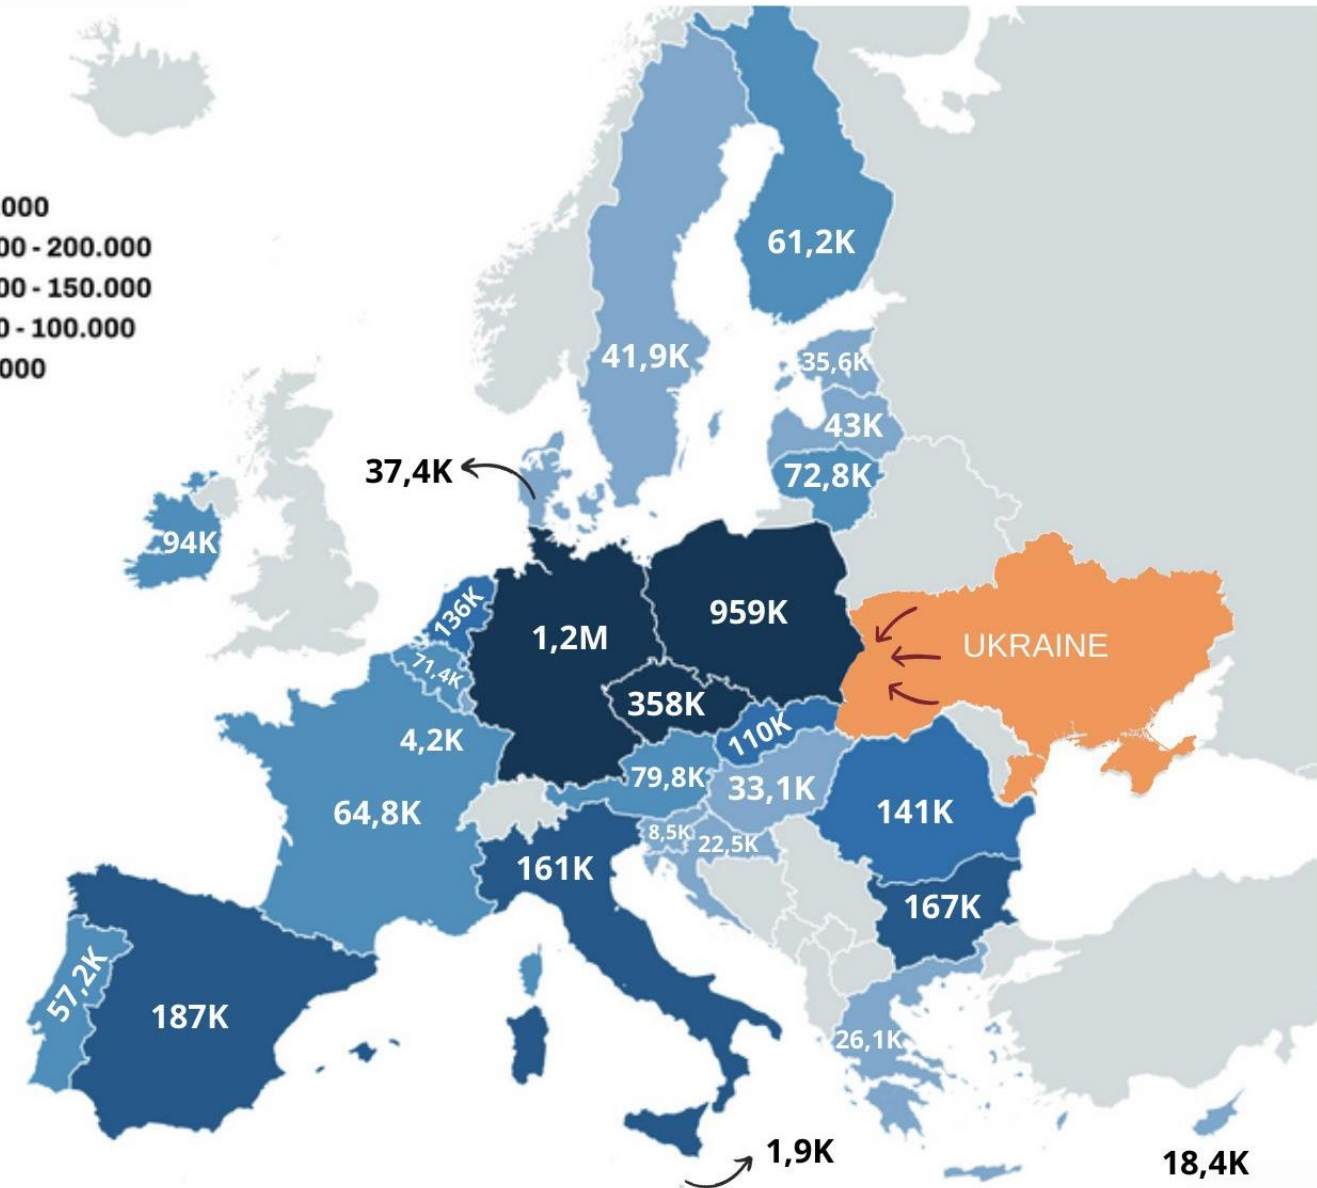 000
00 - 200.000
00 - 150.000
0 - 100.000
000
61,2K
41,9K
35,6K
43K
37,4K
72,8K
94K
136K
959K
1,2M
UKRAINE
71,4K
358K
4,2K
110K
79,8K
33,1K
64,8K
141K
8,5K
22,5K
161K
167K
57,2K
187K
26,1K
1,9K
18,4K